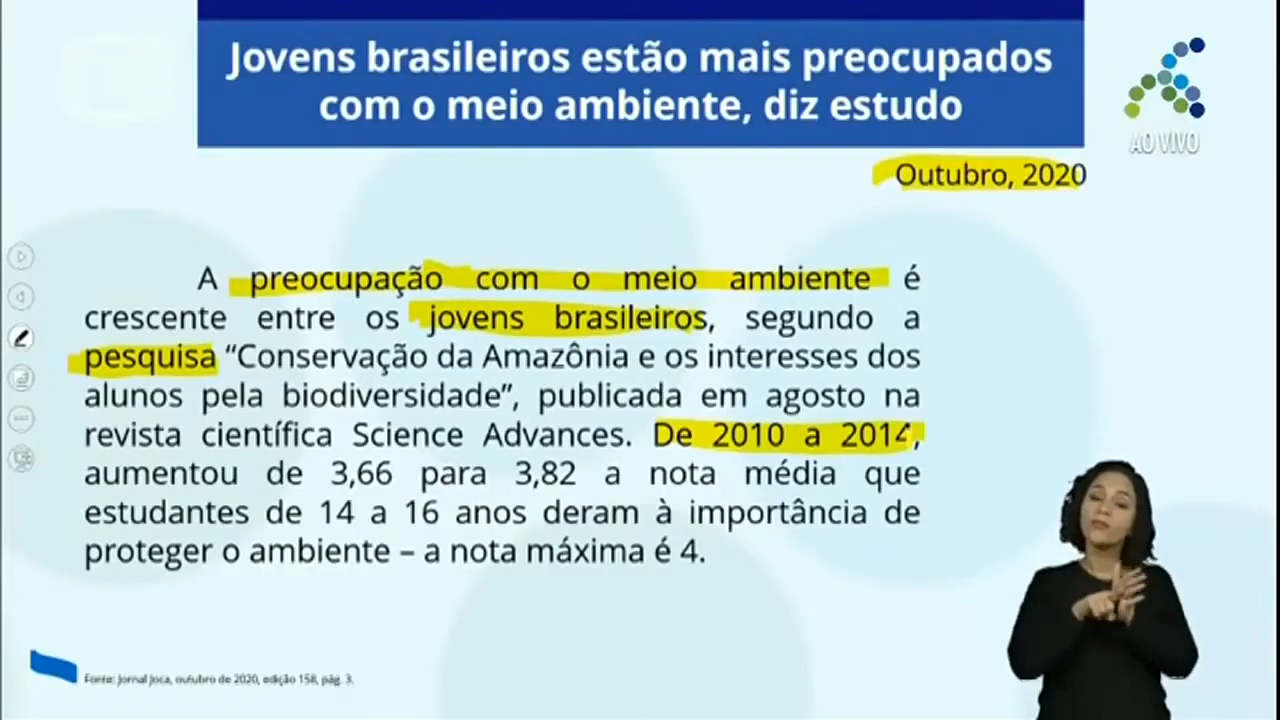 Jovens brasileiros estão mais preocupados
com o meio ambiente, diz estudo
AO VIVO
Outubro, 2020
A preocupação com o meio ambiente é
crescente entre os jovens brasileiros, segundo a
pesquisa “Conservação da Amazônia e os interesses dos
alunos pela biodiversidade”, publicada em agosto na
revista científica Science Advances. De 2010 a 2014,
aumentou de 3,66 para 3,82 a nota média que
estudantes de 14 a 16 anos deram à importância de
proteger o ambiente – a nota máxima é 4.
Fonte: Jornal Joca, outubro de 2020, edição 158, pág. 3.